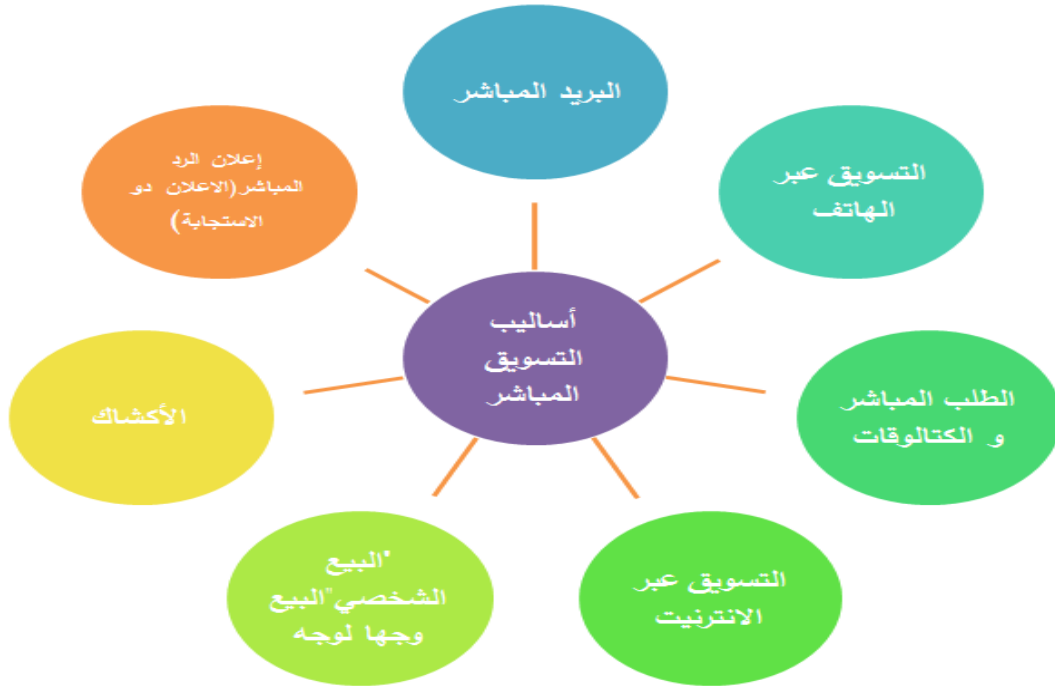 البريد المباشر
التسويق عبر
الهاتف
الطلب المباشر
و الكتالوقات
التسويق عبر
الانترنيت
"البيع
الشخصي"البيع
وجها لوجه
الأكشاك
إعلان الرد
المباشر(الاعلان دو
الاستجابة)
أساليب
التسويق
المباشر